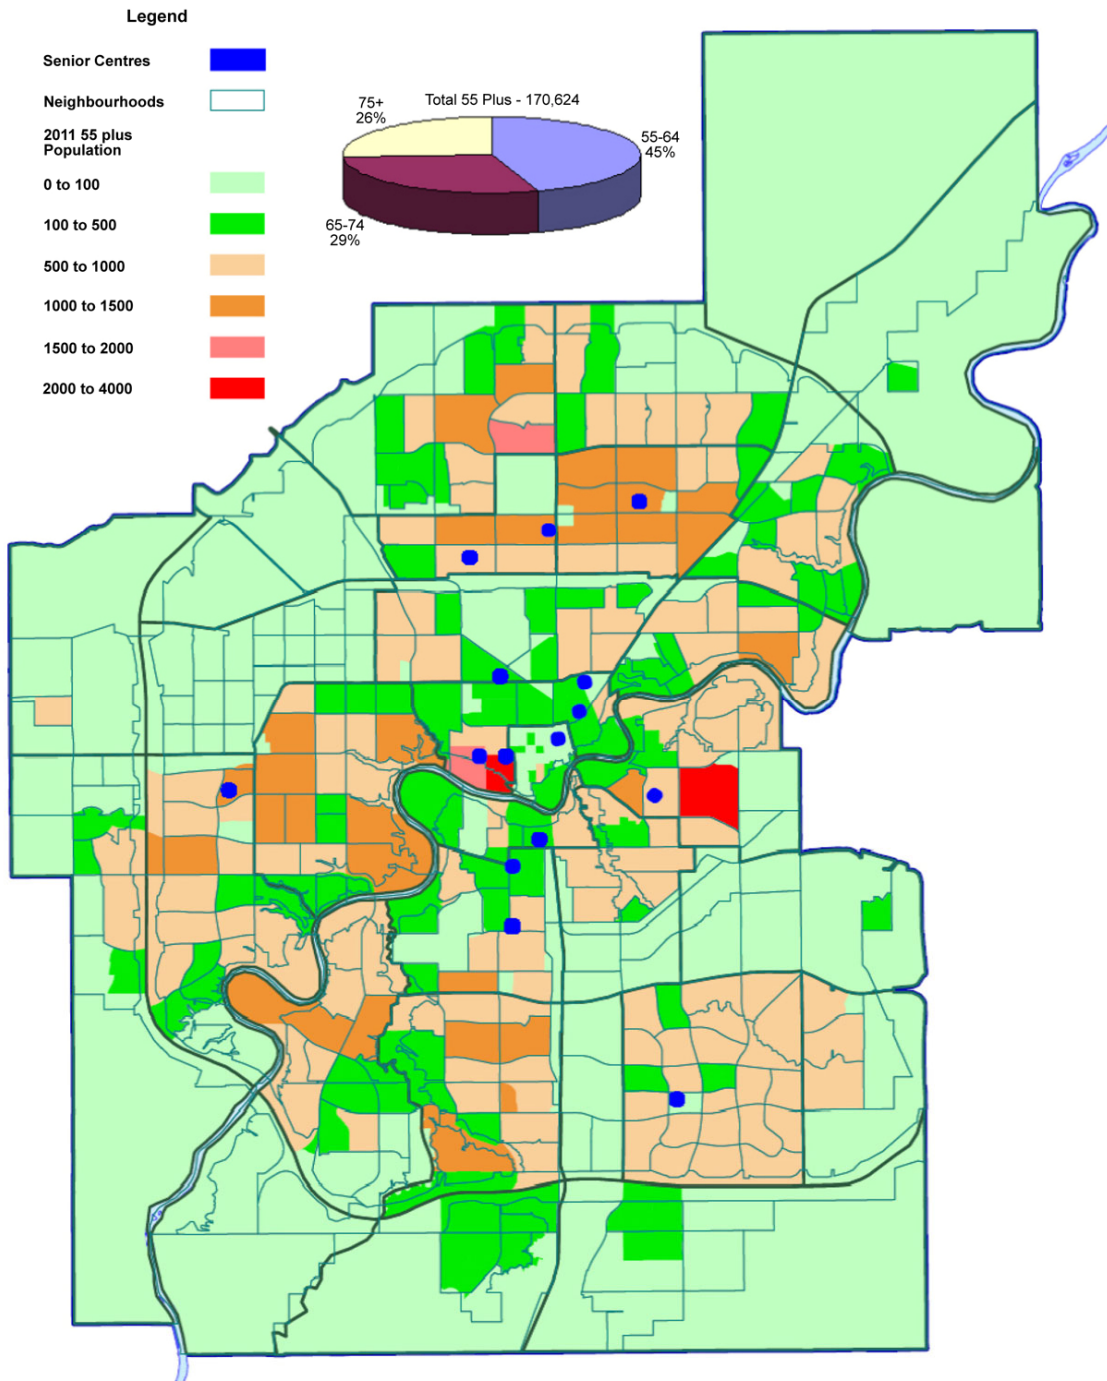 Legend
Senior Centres
Neighbourhoods
2011 55 plus
Population
0 to 100
100 to 500
500 to 1000
1000 to 1500
1500 to 2000
2000 to 4000
Total 55 Plus - 170,624
75+
26%
55-64
45%
65-74
29%